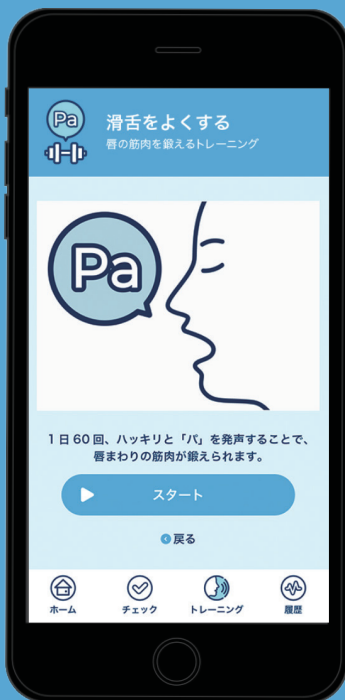 Pa
滑舌をよくする
唇の筋肉を鍛えるトレーニング
Pa
1日60回、ハッキリと「パ」を発声することで、
唇まわりの筋肉が鍛えられます。
スタート
戻る
ホーム
チェック
トレーニング
履歴